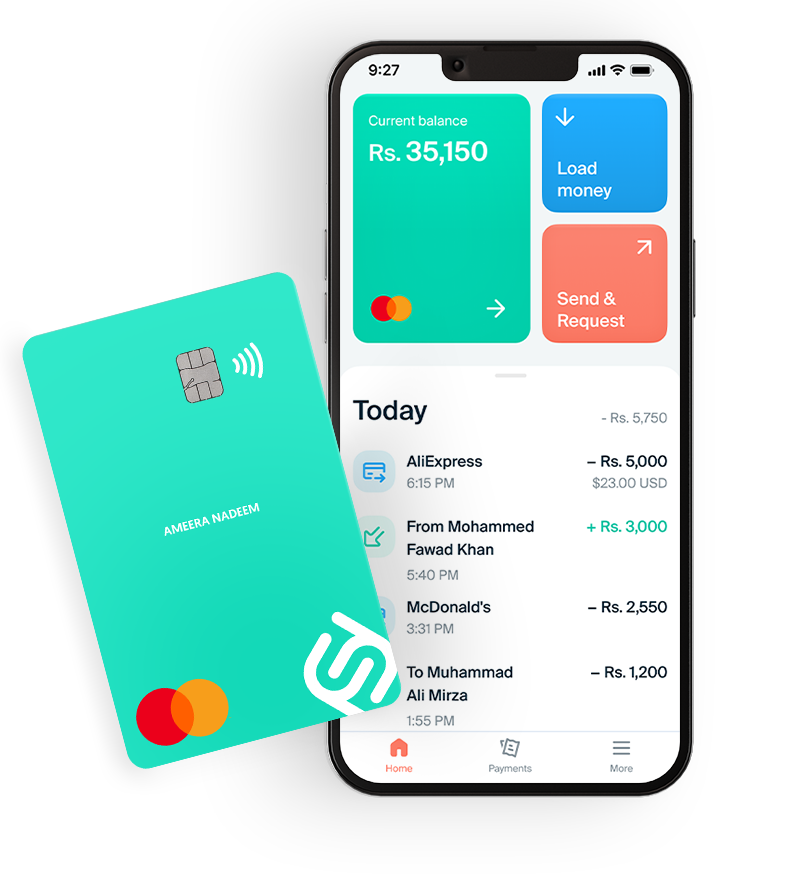 9:27
Current balance
Rs. 35,150
Load
money
Send &
Request
Today
- Rs. 5,750
AliExpress
– Rs. 5,000
6:15 PM
$23.00 USD
From Mohammed
+ Rs. 3,000
Fawad Khan
5:40 PM
McDonald's
– Rs. 2,550
3:31 PM
To Muhammad
– Rs. 1,200
Ali Mirza
1:55 PM
Home
Payments
More
AMEERA NADEEM